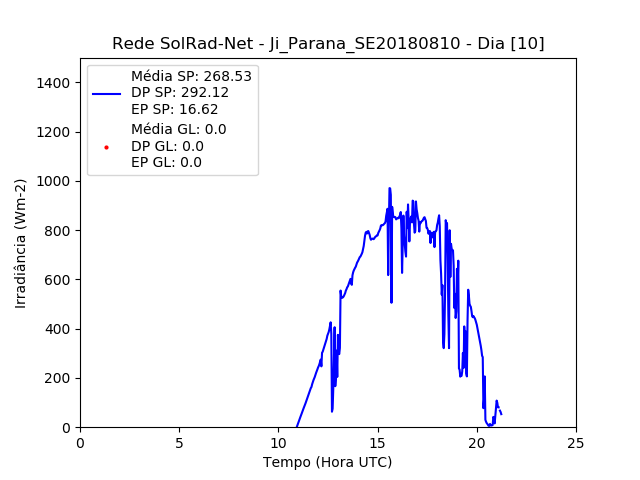 Rede SolRad-Net - Ji_Parana_SE20180810 - Dia [10]
Média SP: 268.53
DP SP: 292.12
EP SP: 16.62
Média GL: 0.0
DP GL: 0.0
EP GL: 0.0
Irradiância (Wm-2)
1400
1200
1000
800
600
400
200
0
0 5 10 15 20 25
Tempo (Hora UTC)